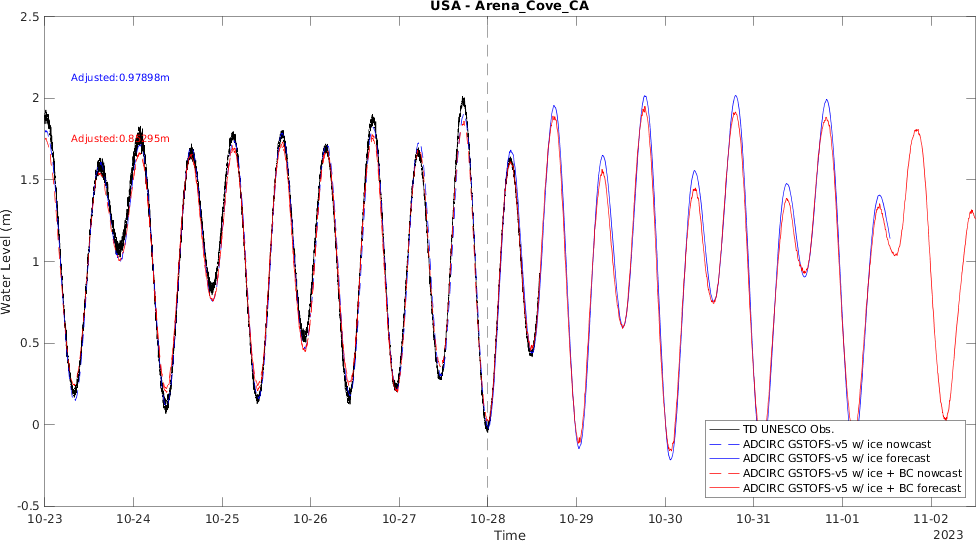 USA - Arena_Cove_CA
2.5
2
1.5
1
0.5
0
-0.5
Water Level (m)
Adjusted:0.97898m
TD UNESCO Obs.
ADCIRC GSTOFS-v5 w/ ice nowcast
ADCIRC GSTOFS-v5 w/ ice forecast
ADCIRC GSTOFS-v5 w/ ice + BC nowcast
ADCIRC GSTOFS-v5 w/ ice + BC forecast
10-23 10-24 10-25 10-26 10-27 10-28 10-29 10-30 10-31 11-01 11-02
Time
2023